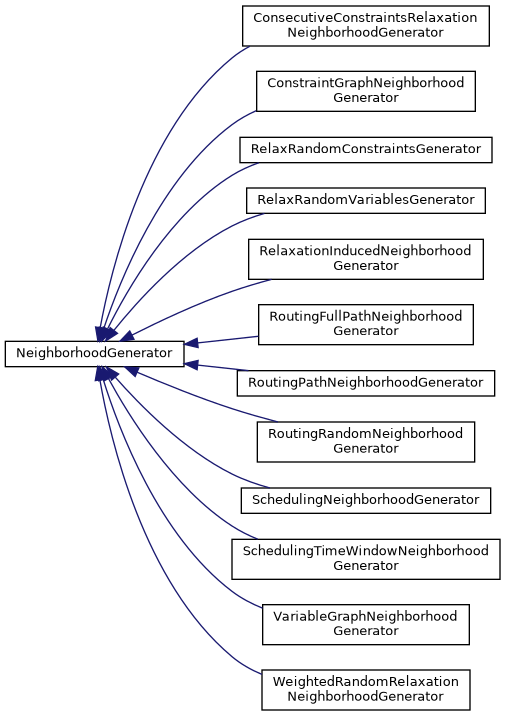 ConsecutiveConstraintsRelaxation
NeighborhoodGenerator
ConstraintGraphNeighborhood
Generator
RelaxRandomConstraintsGenerator
RelaxRandomVariablesGenerator
RelaxationInducedNeighborhood
Generator
RoutingFullPathNeighborhood
Generator
NeighborhoodGenerator
RoutingPathNeighborhoodGenerator
RoutingRandomNeighborhood
Generator
SchedulingNeighborhoodGenerator
SchedulingTimeWindowNeighborhood
Generator
VariableGraphNeighborhood
Generator
WeightedRandomRelaxation
NeighborhoodGenerator